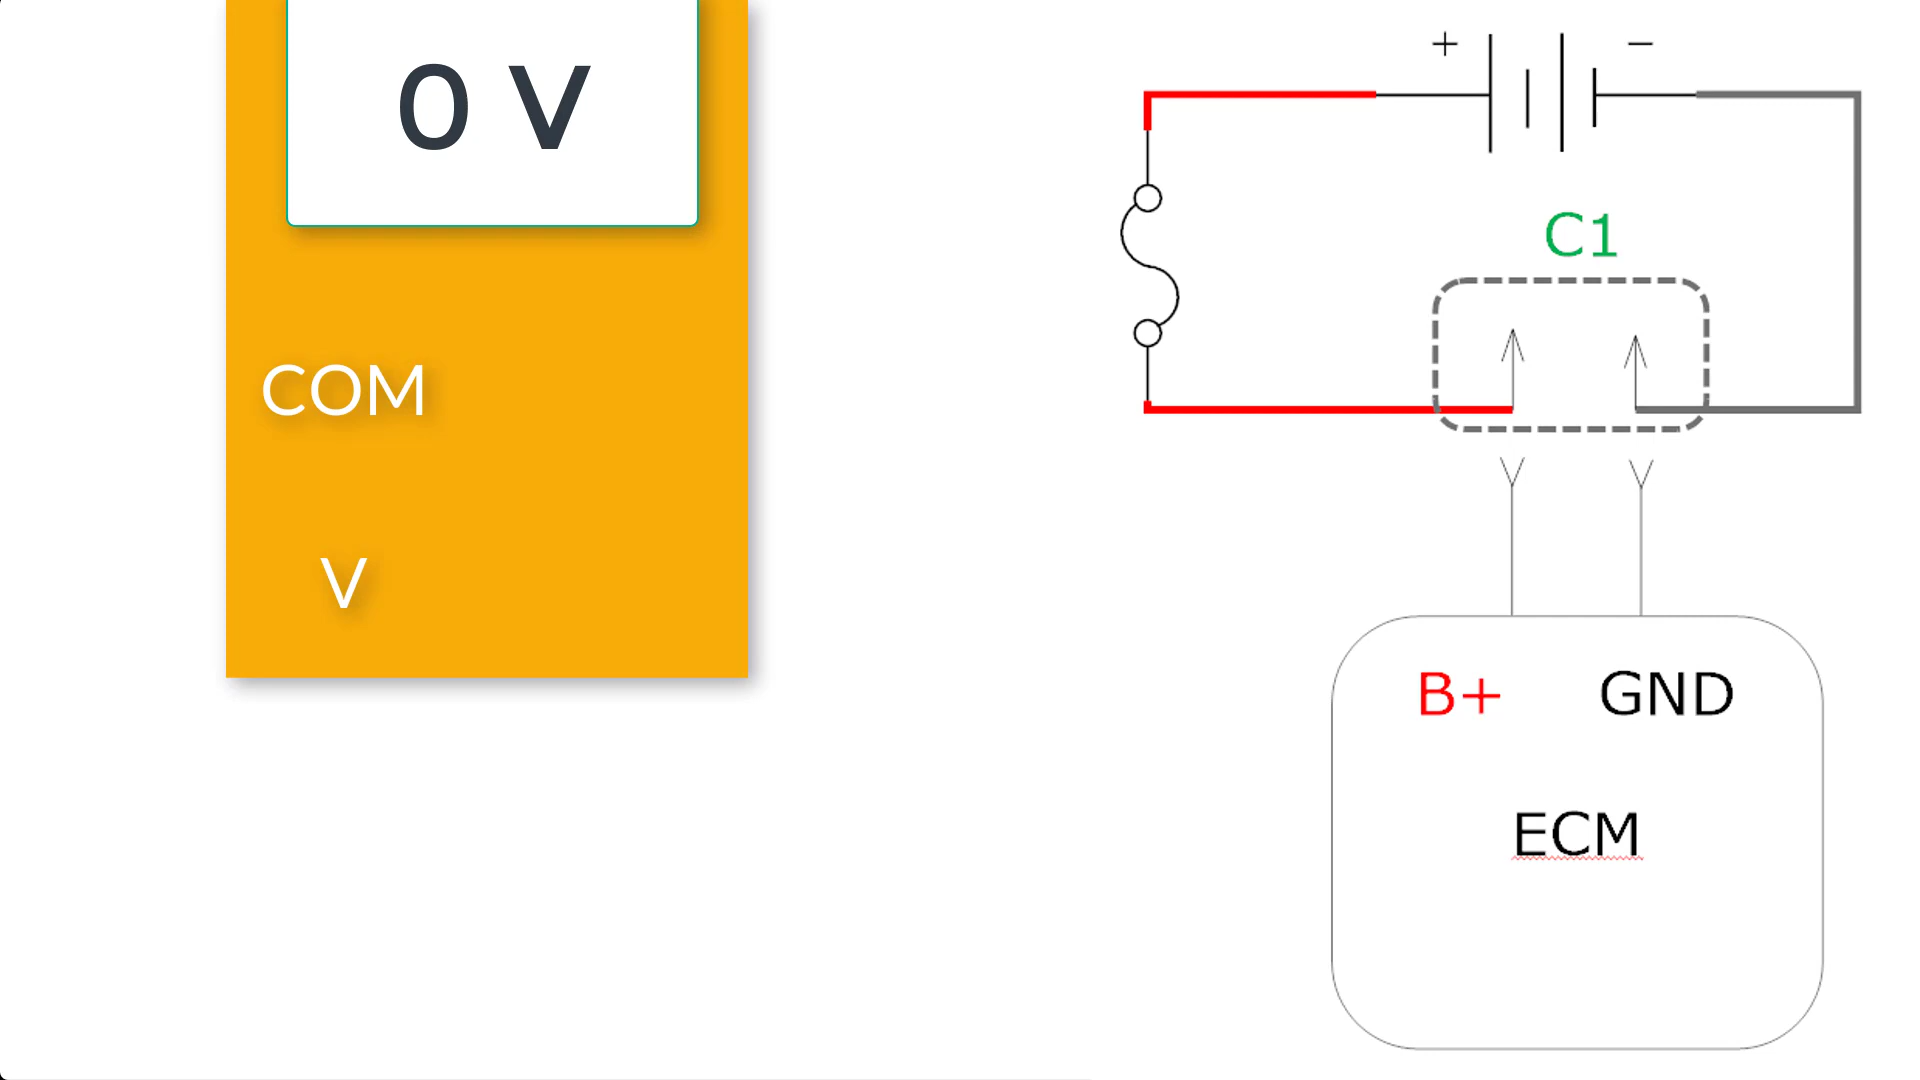 0 V
COM
V
+ −
C1
B+ GND
ECM